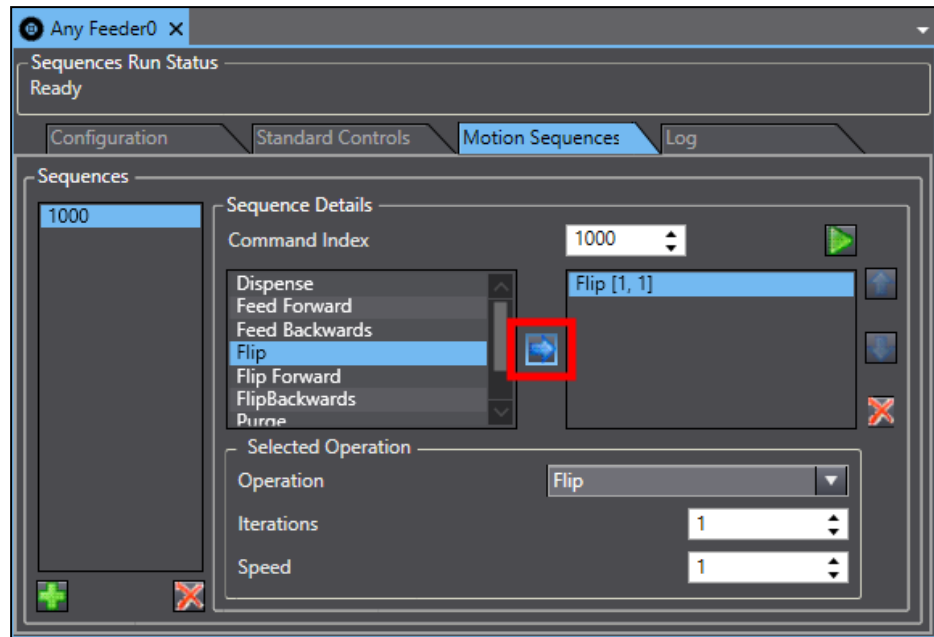 Any Feeder0
Sequences Run Status
Ready
Configuration
Standard Controls
Motion Sequences
Log
Sequences
1000
Sequence Details
Command Index
1000
Dispense
Feed Forward
Feed Backwards
Flip
Flip Forward
FlipBackwards
Purge
Flip [1, 1]
Selected Operation
Operation
Flip
Iterations
1
Speed
1